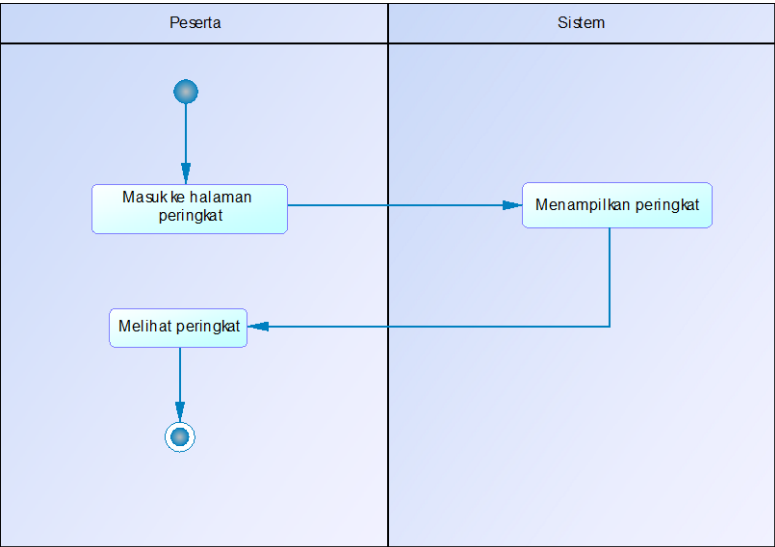 Peserta
Sistem
Masuk ke halaman
peringkat
Menampilkan peringkat
Melihat peringkat